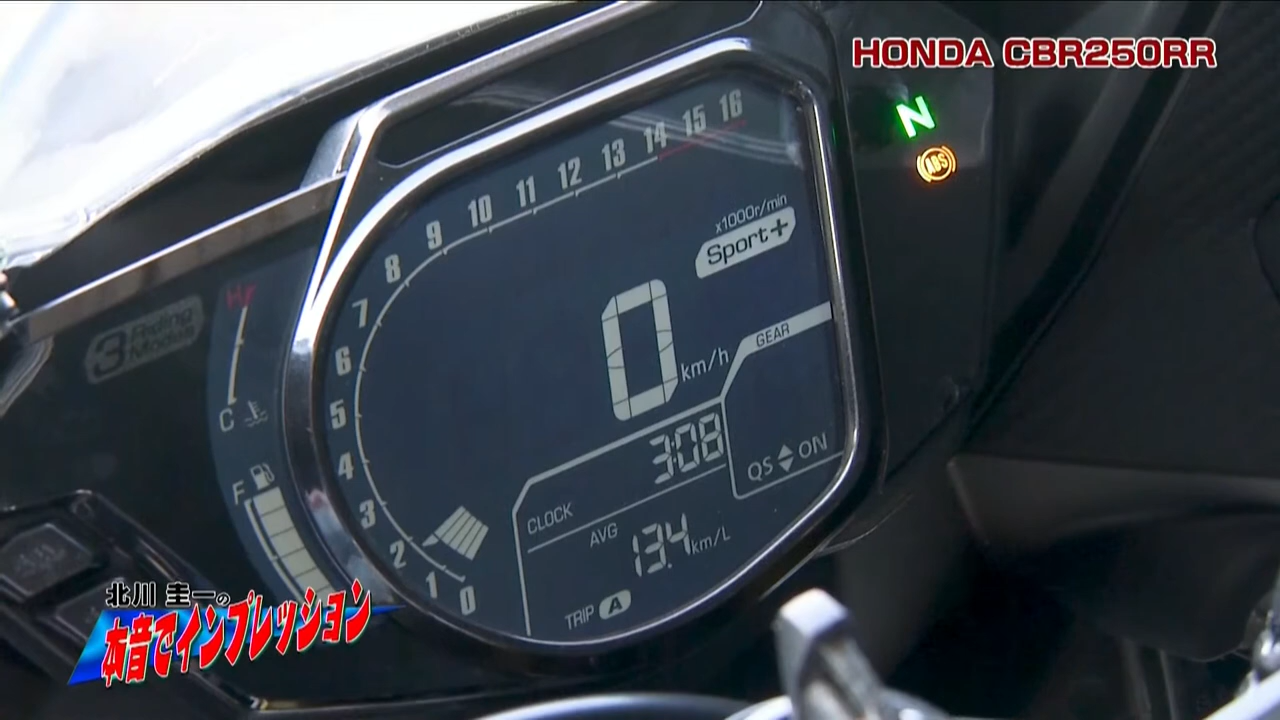 HONDA CBR250RR
N
ABS
0 1 2 3 4 5 6 7 8 9 10 11 12 13 14 15 16
x1000r/min
Sport+
3 Riding Modes
H
C
F
0 km/h
GEAR
QS ON
CLOCK 3:08
AVG 13.4 km/L
TRIP A
北川 圭一の
本音でインプレッション